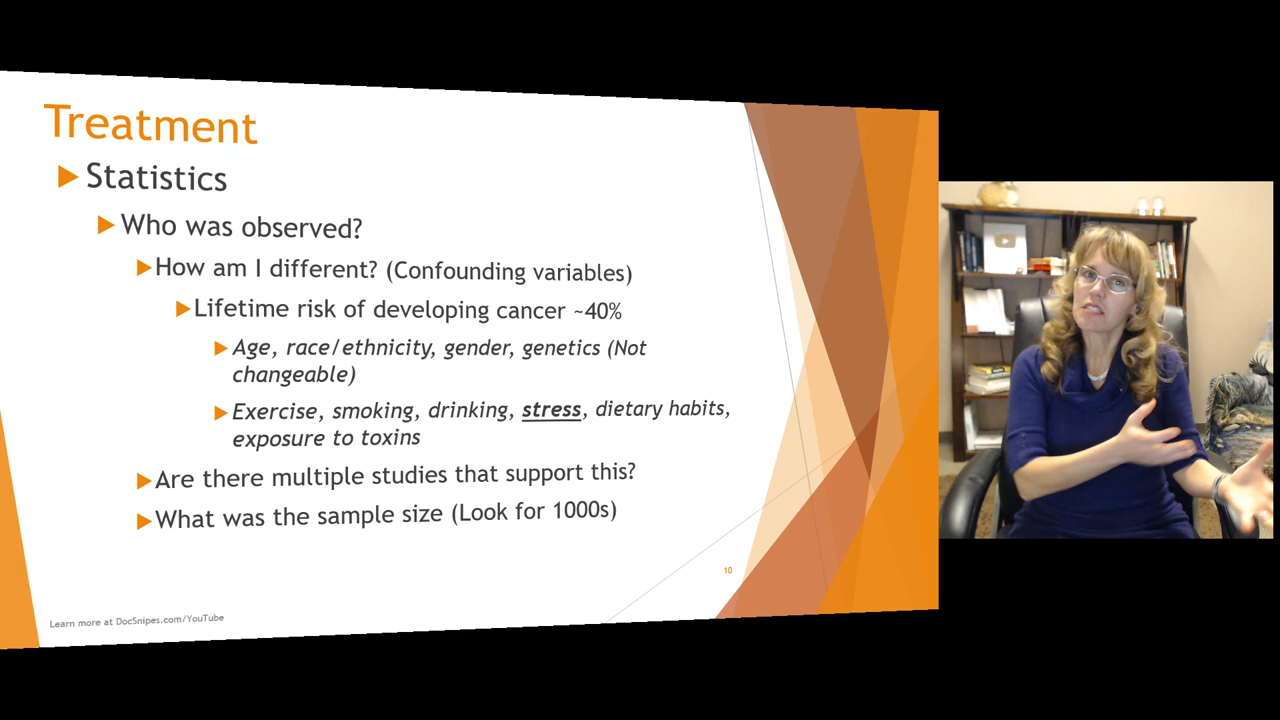 Treatment
Statistics
Who was observed?
How am I different? (Confounding variables)
Lifetime risk of developing cancer ~40%
Age, race/ethnicity, gender, genetics (Not
changeable)
Exercise, smoking, drinking, stress, dietary habits,
exposure to toxins
Are there multiple studies that support this?
What was the sample size (Look for 1000s)
10
Learn more at DocSnipes.com/YouTube